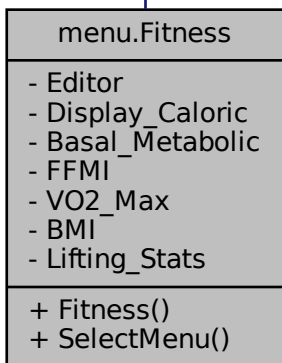 menu.Fitness
- Editor
- Display_Caloric
- Basal_Metabolic
- FFMI
- VO2_Max
- BMI
- Lifting_Stats
+ Fitness()
+ SelectMenu()